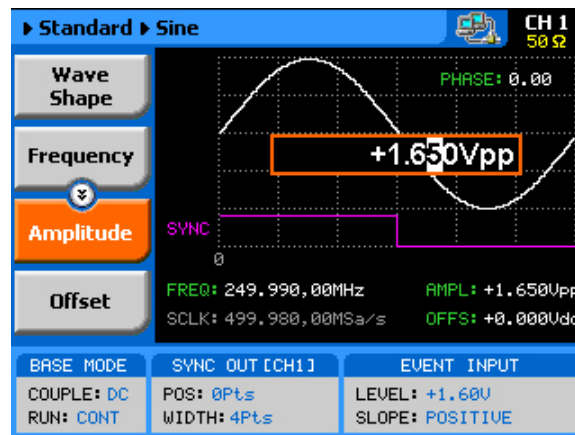 Standard Sine
CH 1
50 Ω
Wave
Shape
PHASE: 0.00
Frequency
+1.650Vpp
Amplitude
SYNC
0
Offset
FREQ: 249.990,00MHz
AMPL: +1.650Vpp
SCLK: 499.980,00MSa/s
OFFS: +0.000Vdc
BASE MODE
SYNC OUT [CH1]
EVENT INPUT
COUPLE: DC
POS: 0Pts
LEVEL: +1.60V
RUN: CONT
WIDTH: 4Pts
SLOPE: POSITIVE